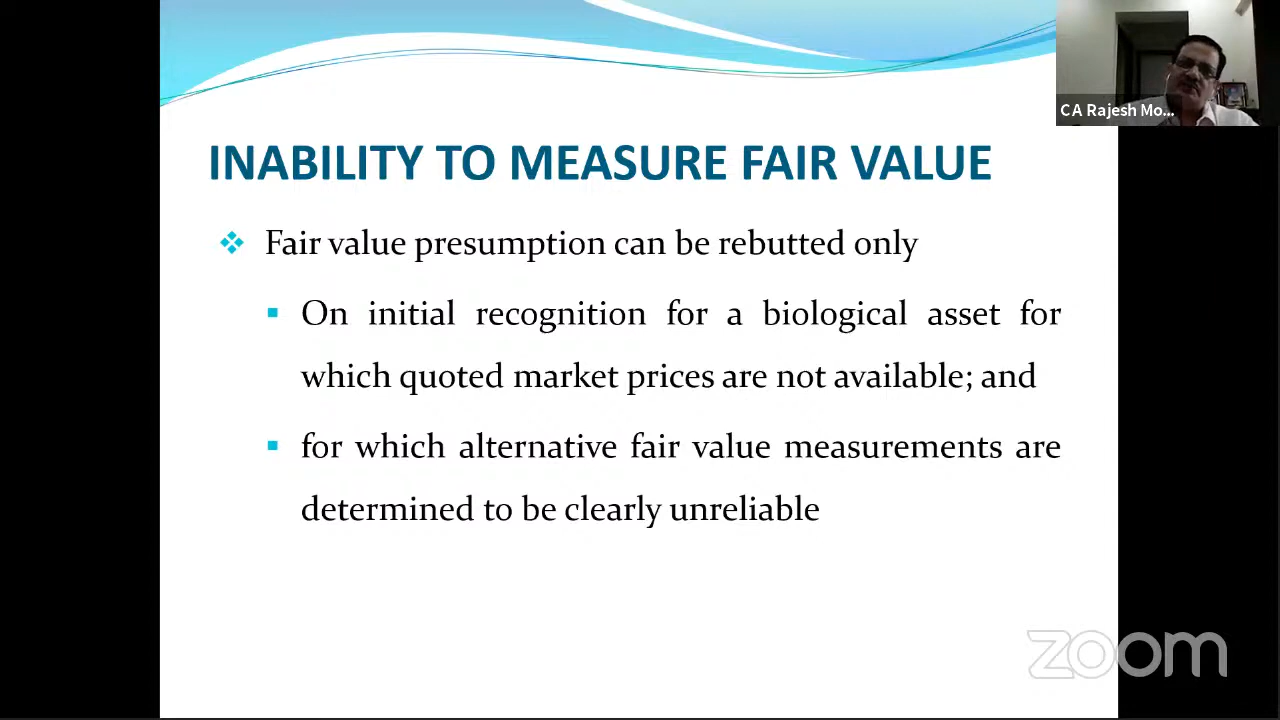 CA Rajesh Mo...
INABILITY TO MEASURE FAIR VALUE
Fair value presumption can be rebutted only
On initial recognition for a biological asset for
which quoted market prices are not available; and
for which alternative fair value measurements are
determined to be clearly unreliable
zoom